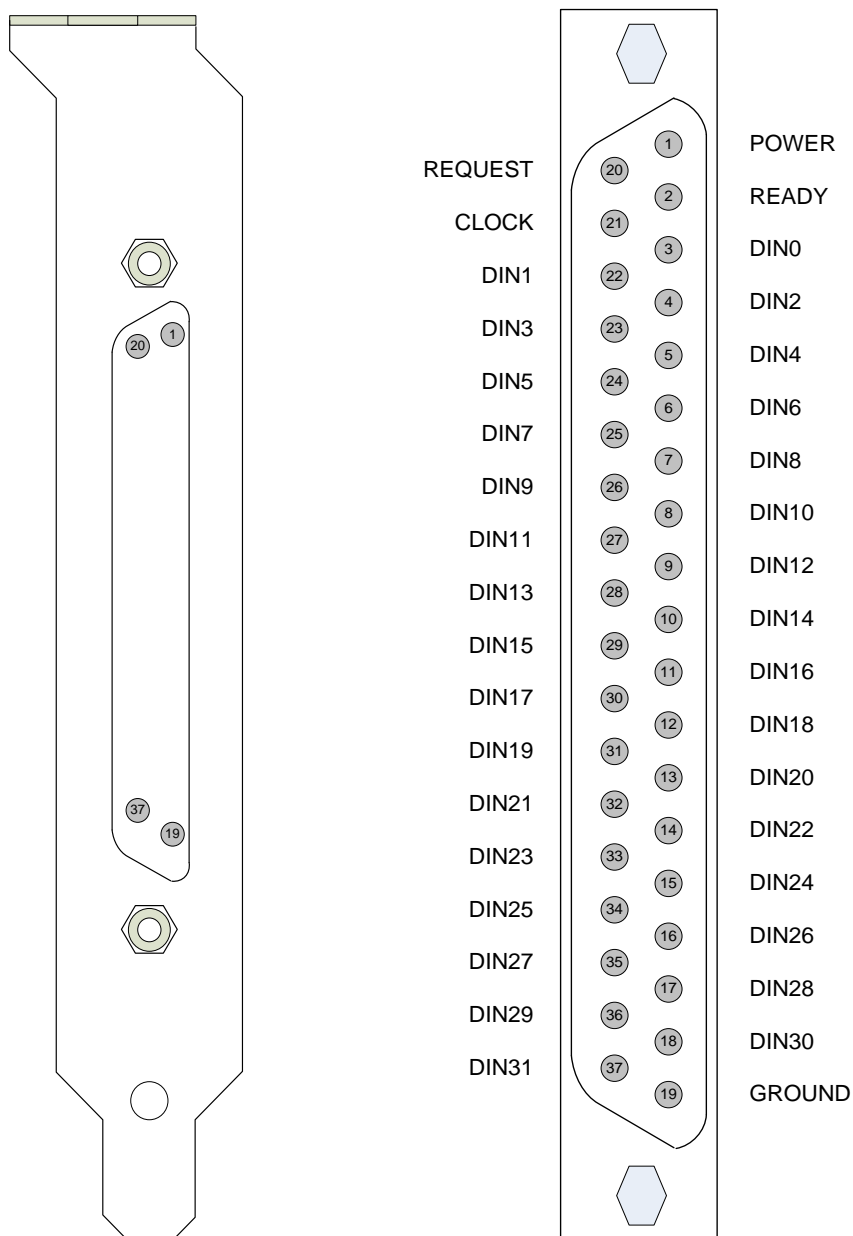 1
20
37
19
1 POWER
REQUEST 20
2 READY
CLOCK 21
3 DIN0
DIN1 22
4 DIN2
DIN3 23
5 DIN4
DIN5 24
6 DIN6
DIN7 25
7 DIN8
DIN9 26
8 DIN10
DIN11 27
9 DIN12
DIN13 28
10 DIN14
DIN15 29
11 DIN16
DIN17 30
12 DIN18
DIN19 31
13 DIN20
DIN21 32
14 DIN22
DIN23 33
15 DIN24
DIN25 34
16 DIN26
DIN27 35
17 DIN28
DIN29 36
18 DIN30
DIN31 37
19 GROUND